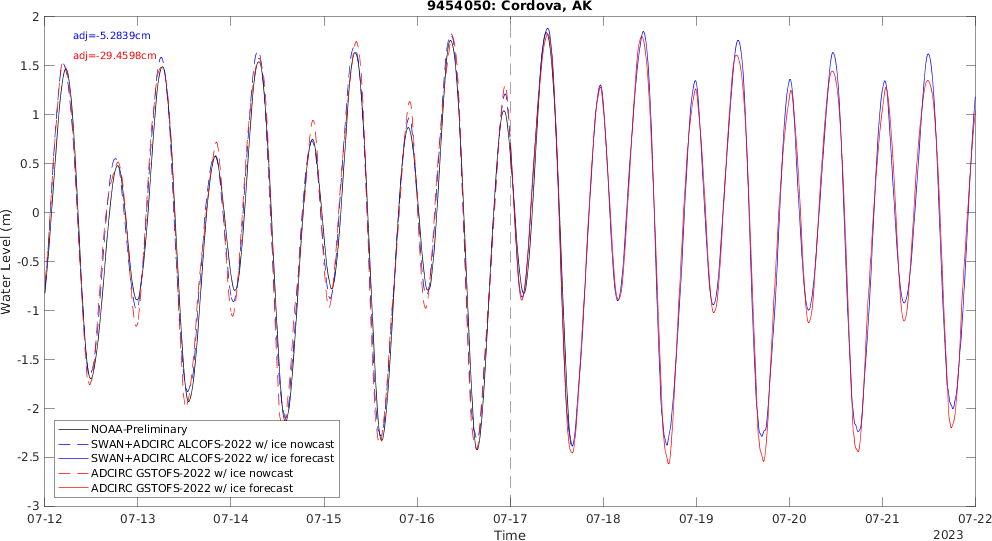 9454050: Cordova, AK
adj=-5.2839cm
adj=-29.4598cm
2
1.5
1
0.5
0
-0.5
-1
-1.5
-2
-2.5
-3
Water Level (m)
NOAA-Preliminary
SWAN+ADCIRC ALCOFS-2022 w/ ice nowcast
SWAN+ADCIRC ALCOFS-2022 w/ ice forecast
ADCIRC GSTOFS-2022 w/ ice nowcast
ADCIRC GSTOFS-2022 w/ ice forecast
07-12 07-13 07-14 07-15 07-16 07-17 07-18 07-19 07-20 07-21 07-22
Time
2023